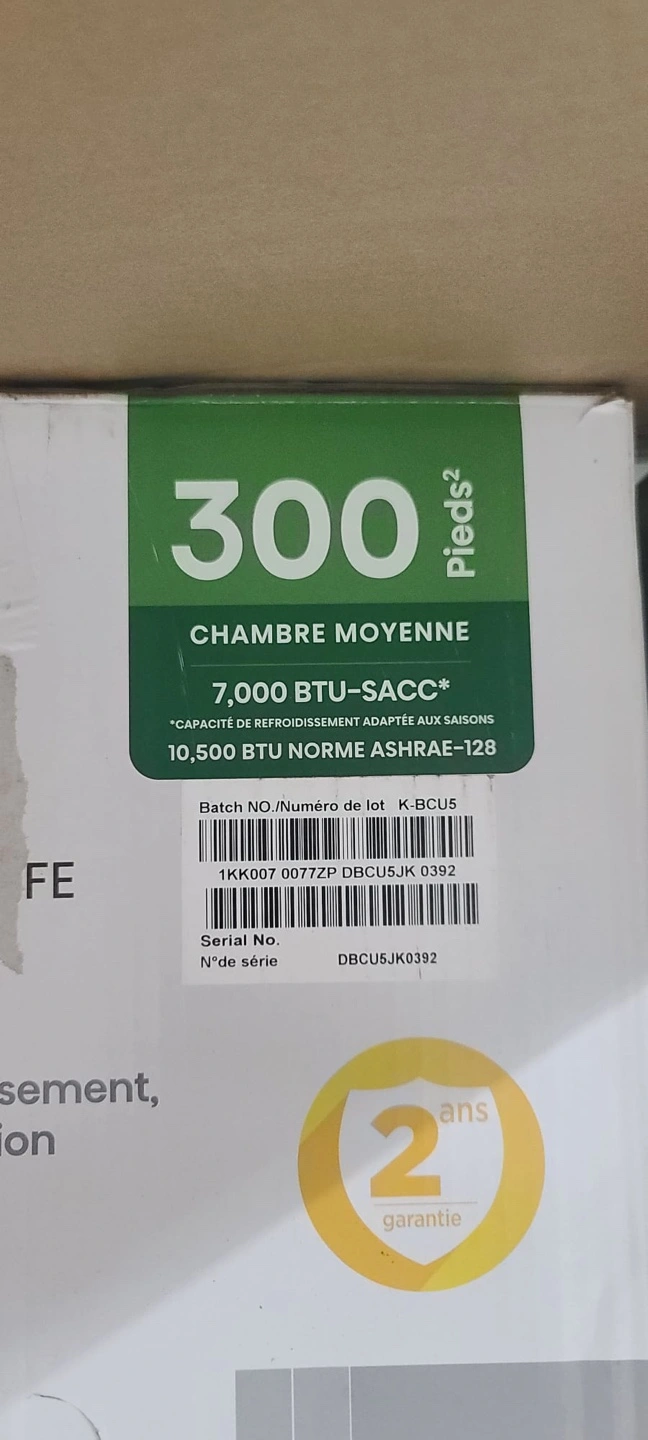 300 Pieds²
CHAMBRE MOYENNE
7,000 BTU-SACC*
*CAPACITÉ DE REFROIDISSEMENT ADAPTÉE AUX SAISONS
10,500 BTU NORME ASHRAE-128
Batch NO./Numéro de lot K-BCU5
1KK007 0077ZP DBCU5JK 0392
Serial No.
N°de série DBCU5JK0392
FE
sement,
ion
2 ans
garantie